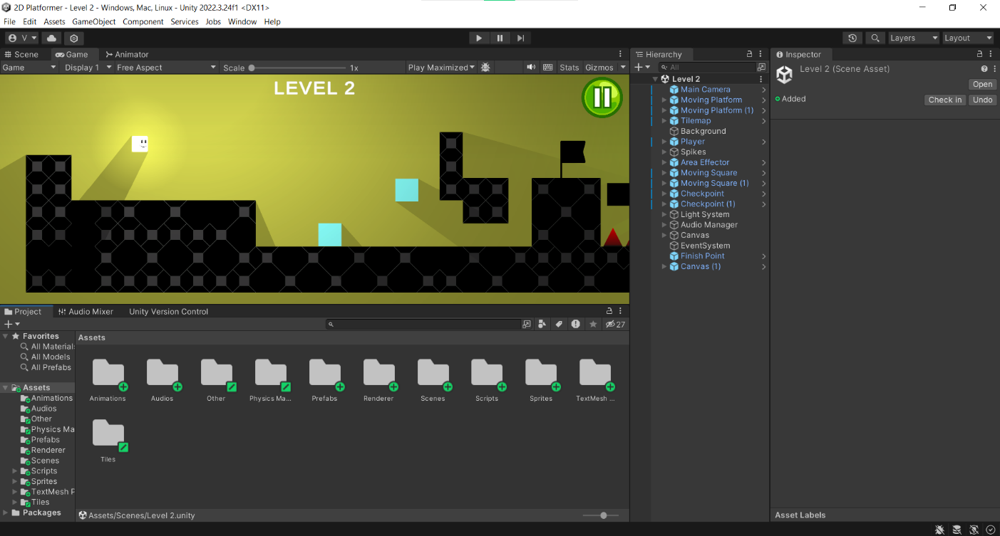 2D Platformer - Level 2 - Windows, Mac, Linux - Unity 2022.3.24f1 <DX11>
File Edit Assets GameObject Component Services Jobs Window Help
V Layers Layout
Scene Game Animator
Game Display 1 Free Aspect Scale 1x Play Maximized Stats Gizmos
LEVEL 2
Hierarchy
All
Level 2
Main Camera
Moving Platform
Moving Platform (1)
Tilemap
Background
Player
Spikes
Area Effector
Moving Square
Moving Square (1)
Checkpoint
Checkpoint (1)
Light System
Audio Manager
Canvas
EventSystem
Finish Point
Canvas (1)
Inspector
Level 2 (Scene Asset)
Open
Added Check in Undo
Asset Labels
Project Audio Mixer Unity Version Control
27
Favorites
All Materials
All Models
All Prefabs
Assets
Animations
Audios
Other
Physics Ma
Prefabs
Renderer
Scenes
Scripts
Sprites
TextMesh P
Tiles
Packages
Assets
Animations Audios Other Physics Ma... Prefabs Renderer Scenes Scripts Sprites TextMesh ...
Tiles
Assets/Scenes/Level 2.unity